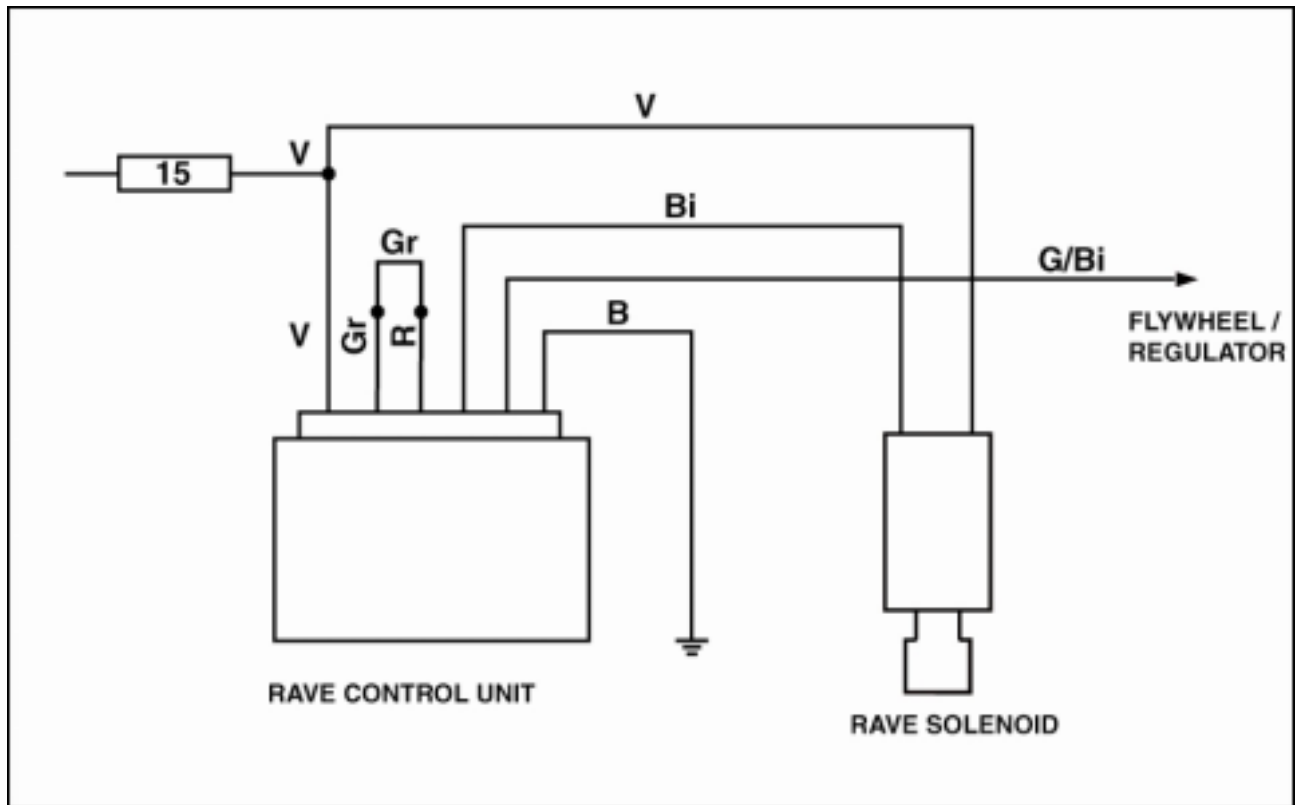 V
15
V
Bi
Gr
G/Bi
B
V
Gr
R
FLYWHEEL /
REGULATOR
RAVE CONTROL UNIT
RAVE SOLENOID